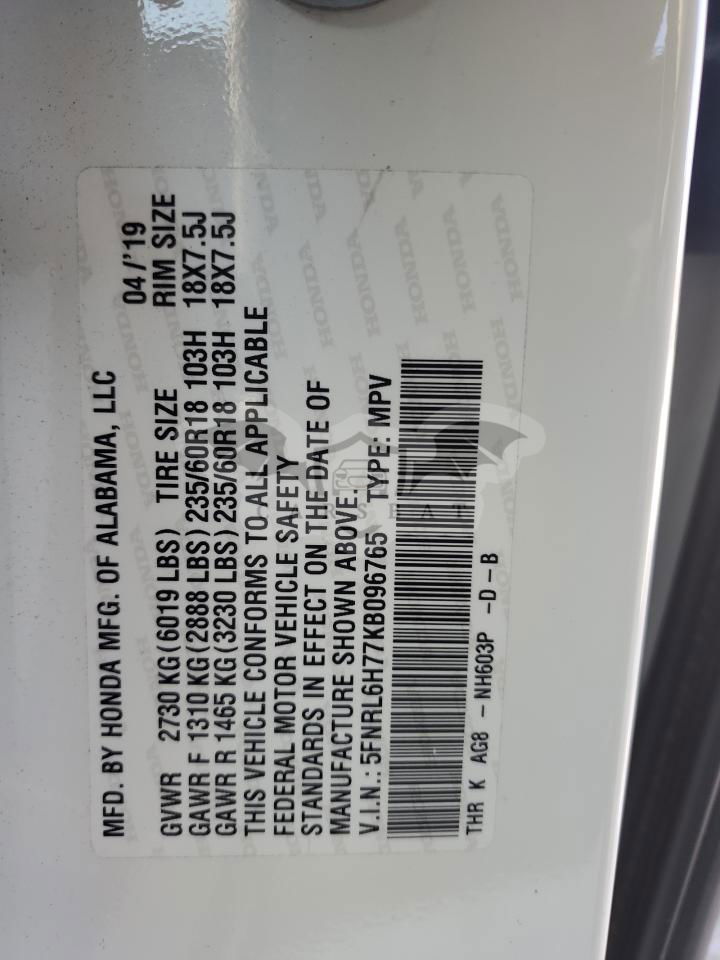 MFD. BY HONDA MFG. OF ALABAMA, LLC 04/'19
GVWR 2730 KG(6019 LBS) TIRE SIZE RIM SIZE
GAWR F 1310 KG(2888 LBS) 235/60R18 103H 18X7.5J
GAWR R 1465 KG(3230 LBS) 235/60R18 103H 18X7.5J
THIS VEHICLE CONFORMS TO ALL APPLICABLE
FEDERAL MOTOR VEHICLE SAFETY
STANDARDS IN EFFECT ON THE DATE OF
MANUFACTURE SHOWN ABOVE.
V.I.N.: 5FNRL6H77KB096765 TYPE: MPV
THR K AG8 - NH603P -D-B
HONDA